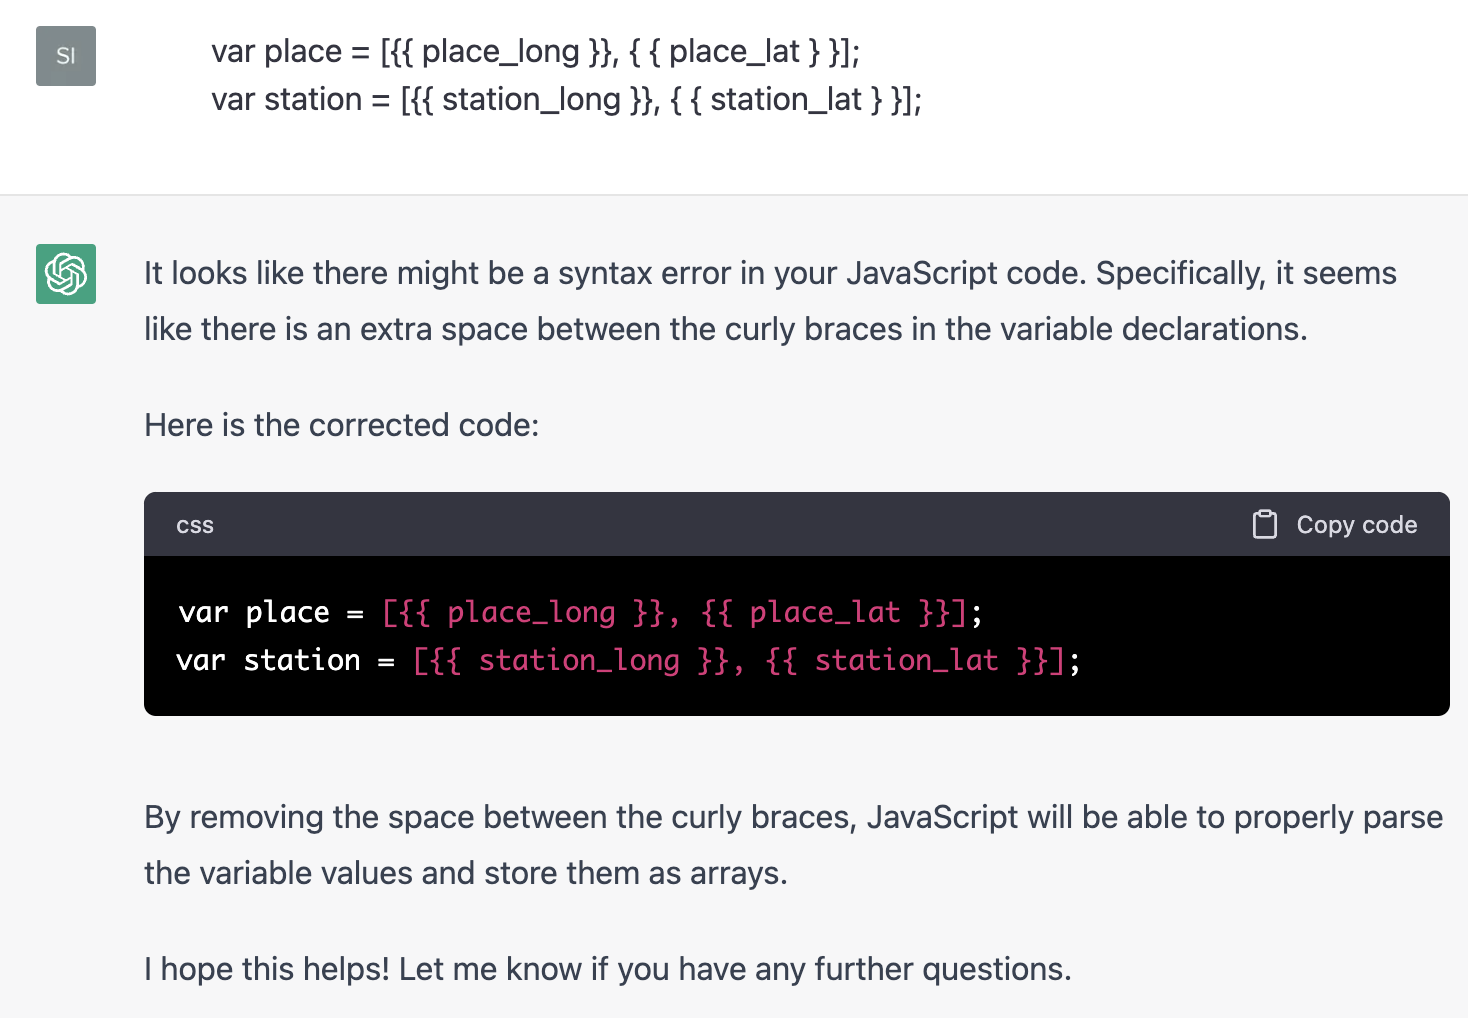 SI
var place = [{{ place_long }}, { { place_lat } }];
var station = [{{ station_long }}, { { station_lat } }];
It looks like there might be a syntax error in your JavaScript code. Specifically, it seems
like there is an extra space between the curly braces in the variable declarations.
Here is the corrected code:
css
Copy code
var place = [{{ place_long }}, {{ place_lat }}];
var station = [{{ station_long }}, {{ station_lat }}];
By removing the space between the curly braces, JavaScript will be able to properly parse
the variable values and store them as arrays.
I hope this helps! Let me know if you have any further questions.